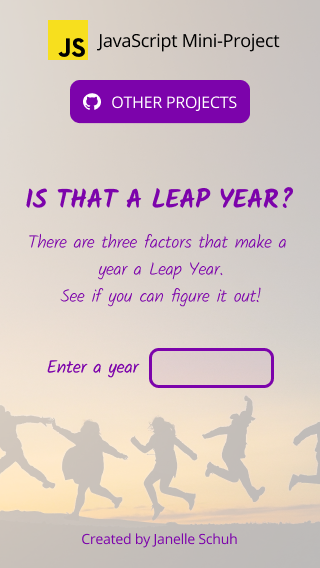 JS JavaScript Mini-Project
OTHER PROJECTS
IS THAT A LEAP YEAR?
There are three factors that make a
year a Leap Year.
See if you can figure it out!
Enter a year
Created by Janelle Schuh